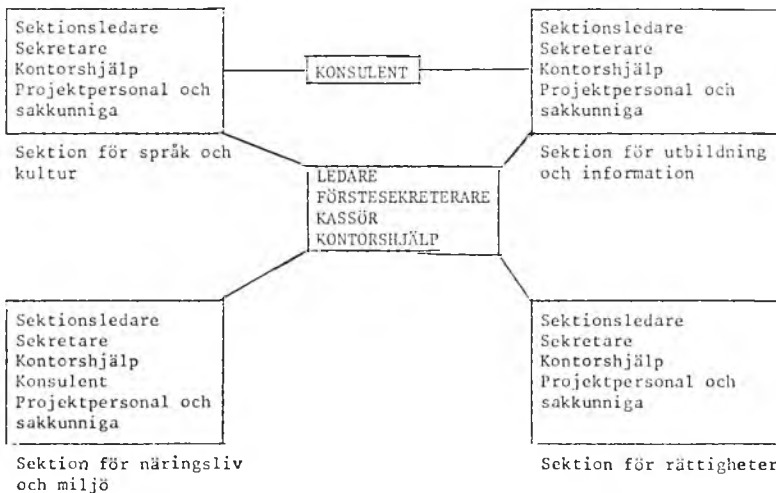 Sektionsledare
Sekretare
Kontorshjälp
Projektpersonal och
sakkunniga
Sektion för språk och
kultur
KONSULENT
Sektionsledare
Sekreterare
Kontorshjälp
Projektpersonal och
sakkunniga
Sektion för utbildning
och information
LEDARE
FÖRSTESEKRETERARE
KASSÖR
KONTORSHJÄLP
Sektionsledare
Sekretare
Kontorshjälp
Konsulent
Projektpersonal och
sakkunniga
Sektion för näringsliv
och miljö
Sektionsledare
Sekretare
Kontorshjälp
Projektpersonal och
sakkunniga
Sektion för rättigheter